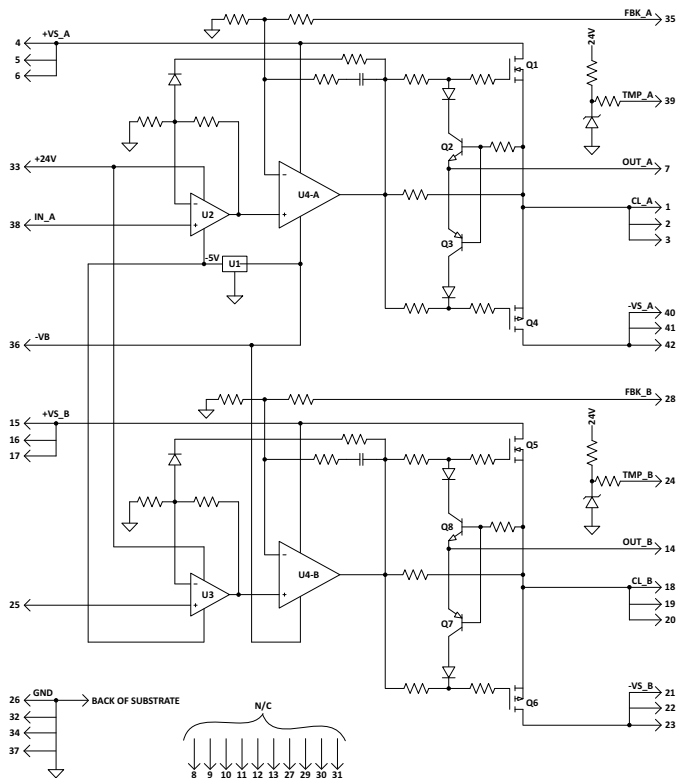 FBK_A 35
4 +VS_A
5
6
Q1
24V
TMP_A 39
Q2
33 +24V
OUT_A 7
−
+
U2
−
+
U4-A
CL_A 1
38 IN_A
2
3
Q3
-5V U1
-VS_A 40
41
Q4
36 -VB
42
FBK_B 28
15 +VS_B
16
17
Q5
24V
TMP_B 24
Q8
OUT_B 14
−
+
U3
−
+
U4-B
CL_B 18
25
19
20
Q7
-VS_B 21
22
Q6
23
26 GND BACK OF SUBSTRATE
32
34
37
N/C
8 9 10 11 12 13 27 29 30 31